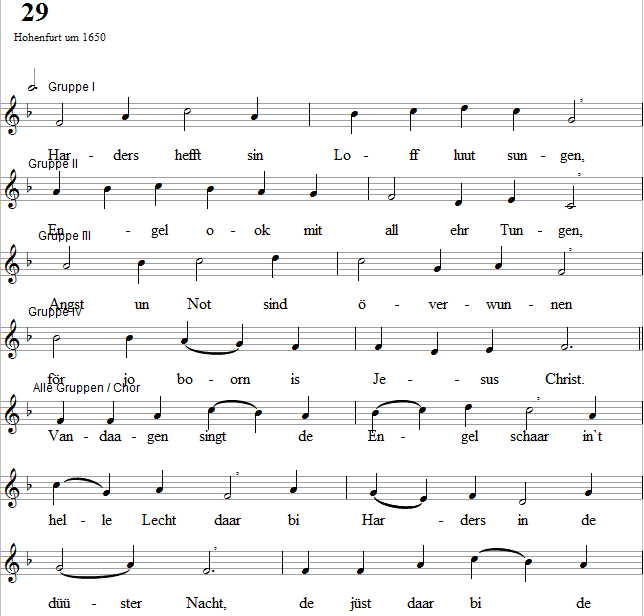 29
Hohenfurt um 1650
Gruppe I
Har - ders hefft sin Lo - ff luut sun - gen,
Gruppe II
En - gel o - ok mit all ehr Tun - gen,
Gruppe III
Angst un Not sind ö - ver - wun - nen
Gruppe IV
för jo bo - orn is Je - - sus Christ.
Alle Gruppen / Chor
Van - daa - gen singt de En - gel schaar in`t
hel - le Lecht daar bi Har - ders in de
düü - ster Nacht, de jüst daar bi de